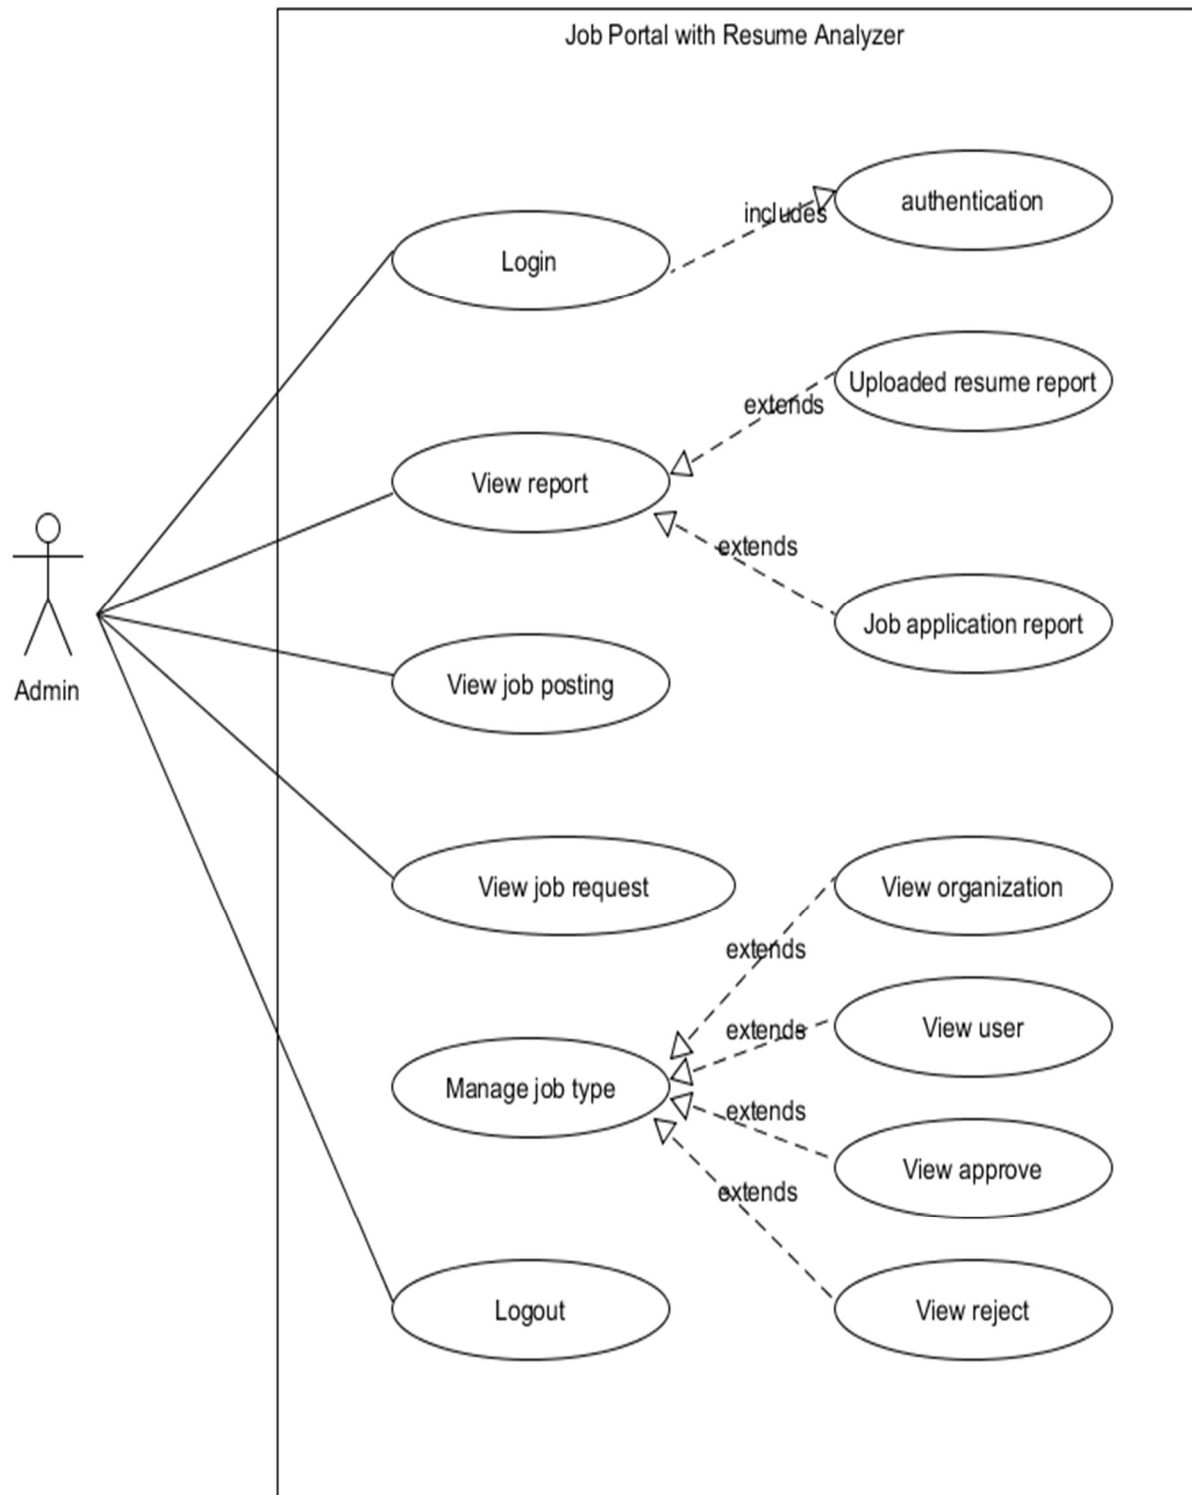 Job Portal with Resume Analyzer
authentication
includes
Login
Uploaded resume report
extends
View report
extends
Job application report
Admin
View job posting
View job request
View organization
extends
View user
extends
Manage job type
extends
View approve
extends
Logout
View reject